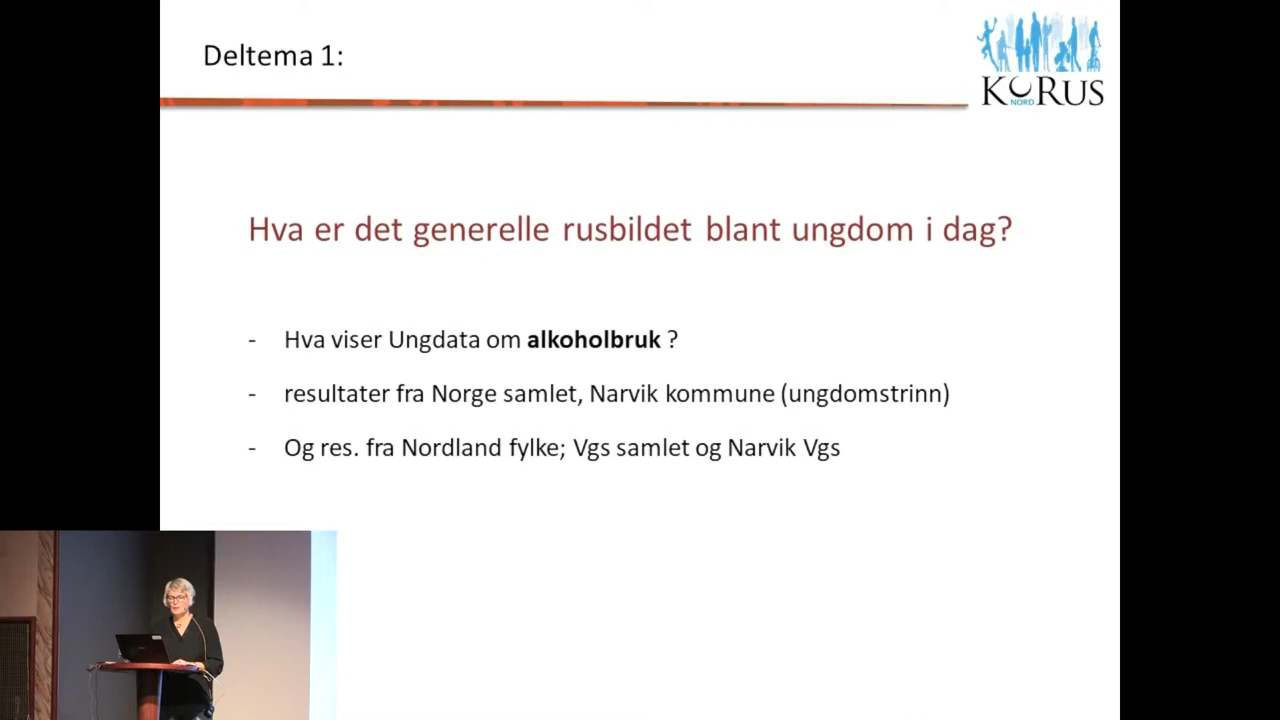 Deltema 1:
KoRUS
NORD
Hva er det generelle rusbildet blant ungdom i dag?
- Hva viser Ungdata om alkoholbruk ?
- resultater fra Norge samlet, Narvik kommune (ungdomstrinn)
- Og res. fra Nordland fylke; Vgs samlet og Narvik Vgs